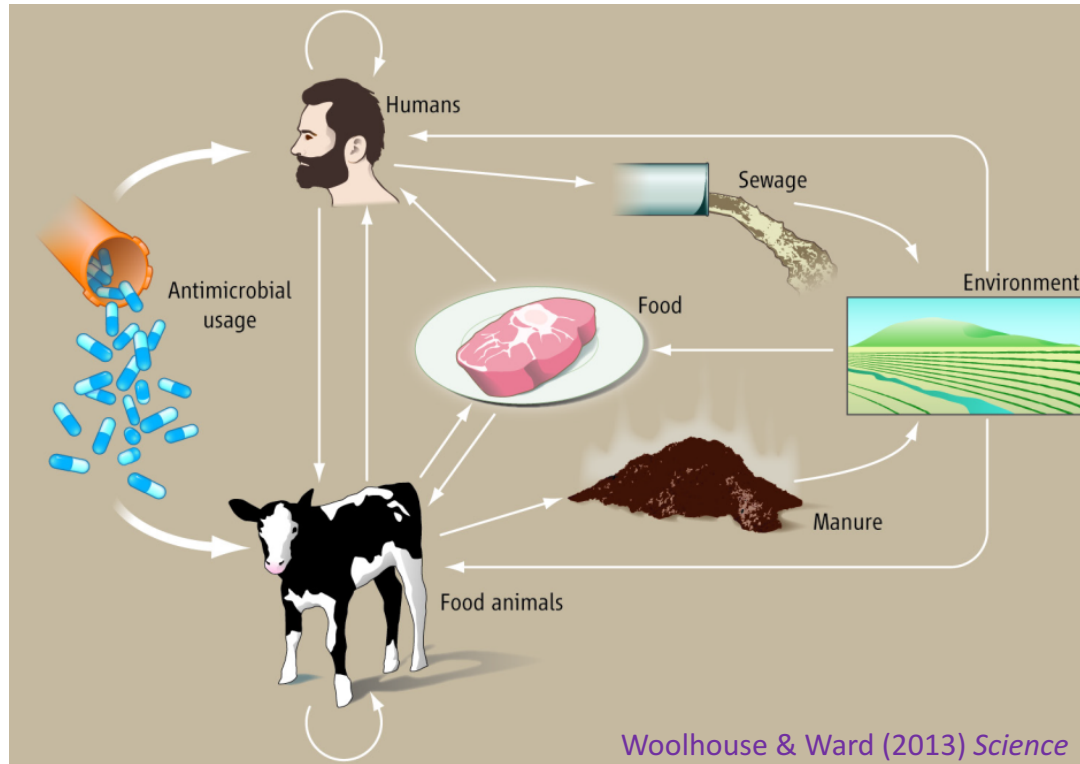 Humans
Sewage
Antimicrobial
usage
Environment
Food
Manure
Food animals
Woolhouse & Ward (2013) Science